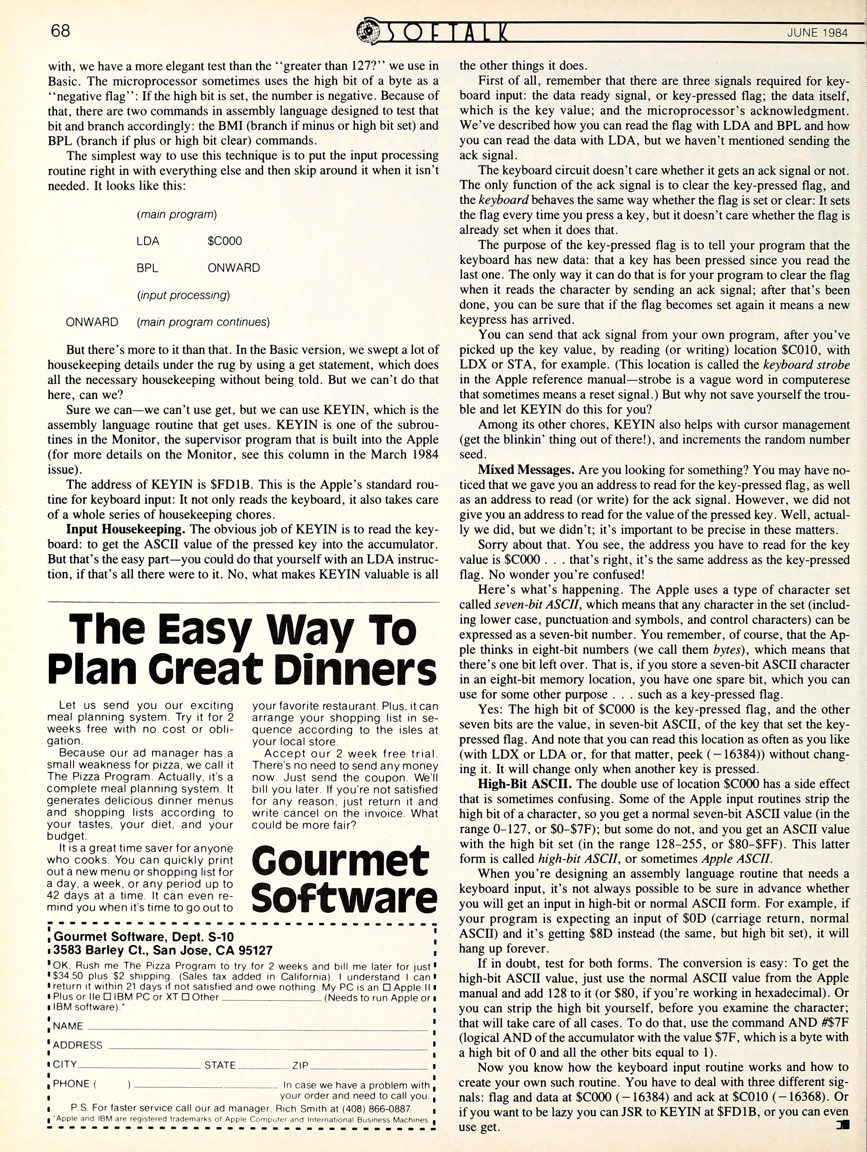 68
SOFTALK
JUNE 1984
with, we have a more elegant test than the "greater than 127?" we use in
Basic. The microprocessor sometimes uses the high bit of a byte as a
"negative flag": If the high bit is set, the number is negative. Because of
that, there are two commands in assembly language designed to test that
bit and branch accordingly: the BMI (branch if minus or high bit set) and
BPL (branch if plus or high bit clear) commands.
The simplest way to use this technique is to put the input processing
routine right in with everything else and then skip around it when it isn't
needed. It looks like this:
(main program)
LDA $C000
BPL ONWARD
(input processing)
ONWARD (main program continues)
But there's more to it than that. In the Basic version, we swept a lot of
housekeeping details under the rug by using a get statement, which does
all the necessary housekeeping without being told. But we can't do that
here, can we?
Sure we can—we can't use get, but we can use KEYIN, which is the
assembly language routine that get uses. KEYIN is one of the subrou-
tines in the Monitor, the supervisor program that is built into the Apple
(for more details on the Monitor, see this column in the March 1984
issue).
The address of KEYIN is $FD1B. This is the Apple's standard rou-
tine for keyboard input: It not only reads the keyboard, it also takes care
of a whole series of housekeeping chores.
Input Housekeeping. The obvious job of KEYIN is to read the key-
board: to get the ASCII value of the pressed key into the accumulator.
But that's the easy part—you could do that yourself with an LDA instruc-
tion, if that's all there were to it. No, what makes KEYIN valuable is all
the other things it does.
First of all, remember that there are three signals required for key-
board input: the data ready signal, or key-pressed flag; the data itself,
which is the key value; and the microprocessor's acknowledgment.
We've described how you can read the flag with LDA and BPL and how
you can read the data with LDA, but we haven't mentioned sending the
ack signal.
The keyboard circuit doesn't care whether it gets an ack signal or not.
The only function of the ack signal is to clear the key-pressed flag, and
the keyboard behaves the same way whether the flag is set or clear: It sets
the flag every time you press a key, but it doesn't care whether the flag is
already set when it does that.
The purpose of the key-pressed flag is to tell your program that the
keyboard has new data: that a key has been pressed since you read the
last one. The only way it can do that is for your program to clear the flag
when it reads the character by sending an ack signal; after that's been
done, you can be sure that if the flag becomes set again it means a new
keypress has arrived.
You can send that ack signal from your own program, after you've
picked up the key value, by reading (or writing) location $C010, with
LDX or STA, for example. (This location is called the keyboard strobe
in the Apple reference manual—strobe is a vague word in computerese
that sometimes means a reset signal.) But why not save yourself the trou-
ble and let KEYIN do this for you?
Among its other chores, KEYIN also helps with cursor management
(get the blinkin' thing out of there!), and increments the random number
seed.
Mixed Messages. Are you looking for something? You may have no-
ticed that we gave you an address to read for the key-pressed flag, as well
as an address to read (or write) for the ack signal. However, we did not
give you an address to read for the value of the pressed key. Well, actual-
ly we did, but we didn't; it's important to be precise in these matters.
Sorry about that. You see, the address you have to read for the key
value is $C000 . . . that's right, it's the same address as the key-pressed
flag. No wonder you're confused!
Here's what's happening. The Apple uses a type of character set
called seven-bit ASCII, which means that any character in the set (includ-
ing lower case, punctuation and symbols, and control characters) can be
expressed as a seven-bit number. You remember, of course, that the Ap-
ple thinks in eight-bit numbers (we call them bytes), which means that
there's one bit left over. That is, if you store a seven-bit ASCII character
in an eight-bit memory location, you have one spare bit, which you can
use for some other purpose . . . such as a key-pressed flag.
Yes: The high bit of $C000 is the key-pressed flag, and the other
seven bits are the value, in seven-bit ASCII, of the key that set the key-
pressed flag. And note that you can read this location as often as you like
(with LDX or LDA or, for that matter, peek (−16384)) without chang-
ing it. It will change only when another key is pressed.
High-Bit ASCII. The double use of location $C000 has a side effect
that is sometimes confusing. Some of the Apple input routines strip the
high bit of a character, so you get a normal seven-bit ASCII value (in the
range 0–127, or $0–$7F); but some do not, and you get an ASCII value
with the high bit set (in the range 128–255, or $80–$FF). This latter
form is called high-bit ASCII, or sometimes Apple ASCII.
When you're designing an assembly language routine that needs a
keyboard input, it's not always possible to be sure in advance whether
you will get an input in high-bit or normal ASCII form. For example, if
your program is expecting an input of $0D (carriage return, normal
ASCII) and it's getting $8D instead (the same, but high bit set), it will
hang up forever.
If in doubt, test for both forms. The conversion is easy: To get the
high-bit ASCII value, just use the normal ASCII value from the Apple
manual and add 128 to it (or $80, if you're working in hexadecimal). Or
you can strip the high bit yourself, before you examine the character;
that will take care of all cases. To do that, use the command AND #$7F
(logical AND of the accumulator with the value $7F, which is a byte with
a high bit of 0 and all the other bits equal to 1).
Now you know how the keyboard input routine works and how to
create your own such routine. You have to deal with three different sig-
nals: flag and data at $C000 (−16384) and ack at $C010 (−16368). Or
if you want to be lazy you can JSR to KEYIN at $FD1B, or you can even
use get.
The Easy Way To
Plan Great Dinners
Let us send you our exciting
meal planning system. Try it for 2
weeks free with no cost or obli-
gation.
Because our ad manager has a
small weakness for pizza, we call it
The Pizza Program. Actually, it's a
complete meal planning system. It
generates delicious dinner menus
and shopping lists according to
your tastes, your diet, and your
budget.
It is a great time saver for anyone
who cooks. You can quickly print
out a new menu or shopping list for
a day, a week, or any period up to
42 days at a time. It can even re-
mind you when it's time to go out to
your favorite restaurant. Plus, it can
arrange your shopping list in se-
quence according to the isles at
your local store.
Accept our 2 week free trial.
There's no need to send any money
now. Just send the coupon. We'll
bill you later. If you're not satisfied
for any reason, just return it and
write cancel on the invoice. What
could be more fair?
Gourmet
Software
Gourmet Software, Dept. S-10
3583 Barley Ct., San Jose, CA 95127
OK, Rush me The Pizza Program to try for 2 weeks and bill me later for just
$34.50 plus $2 shipping. (Sales tax added in California). I understand I can
return it within 21 days if not satisfied and owe nothing. My PC is an □ Apple II
Plus or IIe □ IBM PC or XT □ Other (Needs to run Apple or
IBM software).*
NAME
ADDRESS
CITY STATE ZIP
PHONE ( ) In case we have a problem with
your order and need to call you.
P.S. For faster service call our ad manager, Rich Smith at (408) 866-0887.
*Apple and IBM are registered trademarks of Apple Computer and International Business Machines